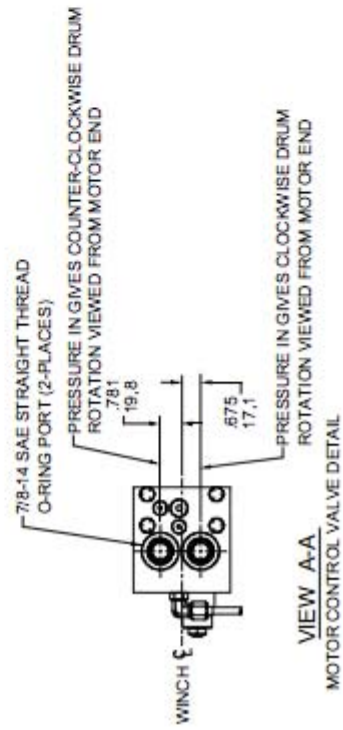 7/8-14 SAE STRAIGHT THREAD
O-RING PORT (2-PLACES)
PRESSURE IN GIVES COUNTER-CLOCKWISE DRUM
ROTATION VIEWED FROM MOTOR END
.781
19,8
WINCH ℄
.675
17,1
PRESSURE IN GIVES CLOCKWISE DRUM
ROTATION VIEWED FROM MOTOR END
VIEW A-A
MOTOR CONTROL VALVE DETAIL